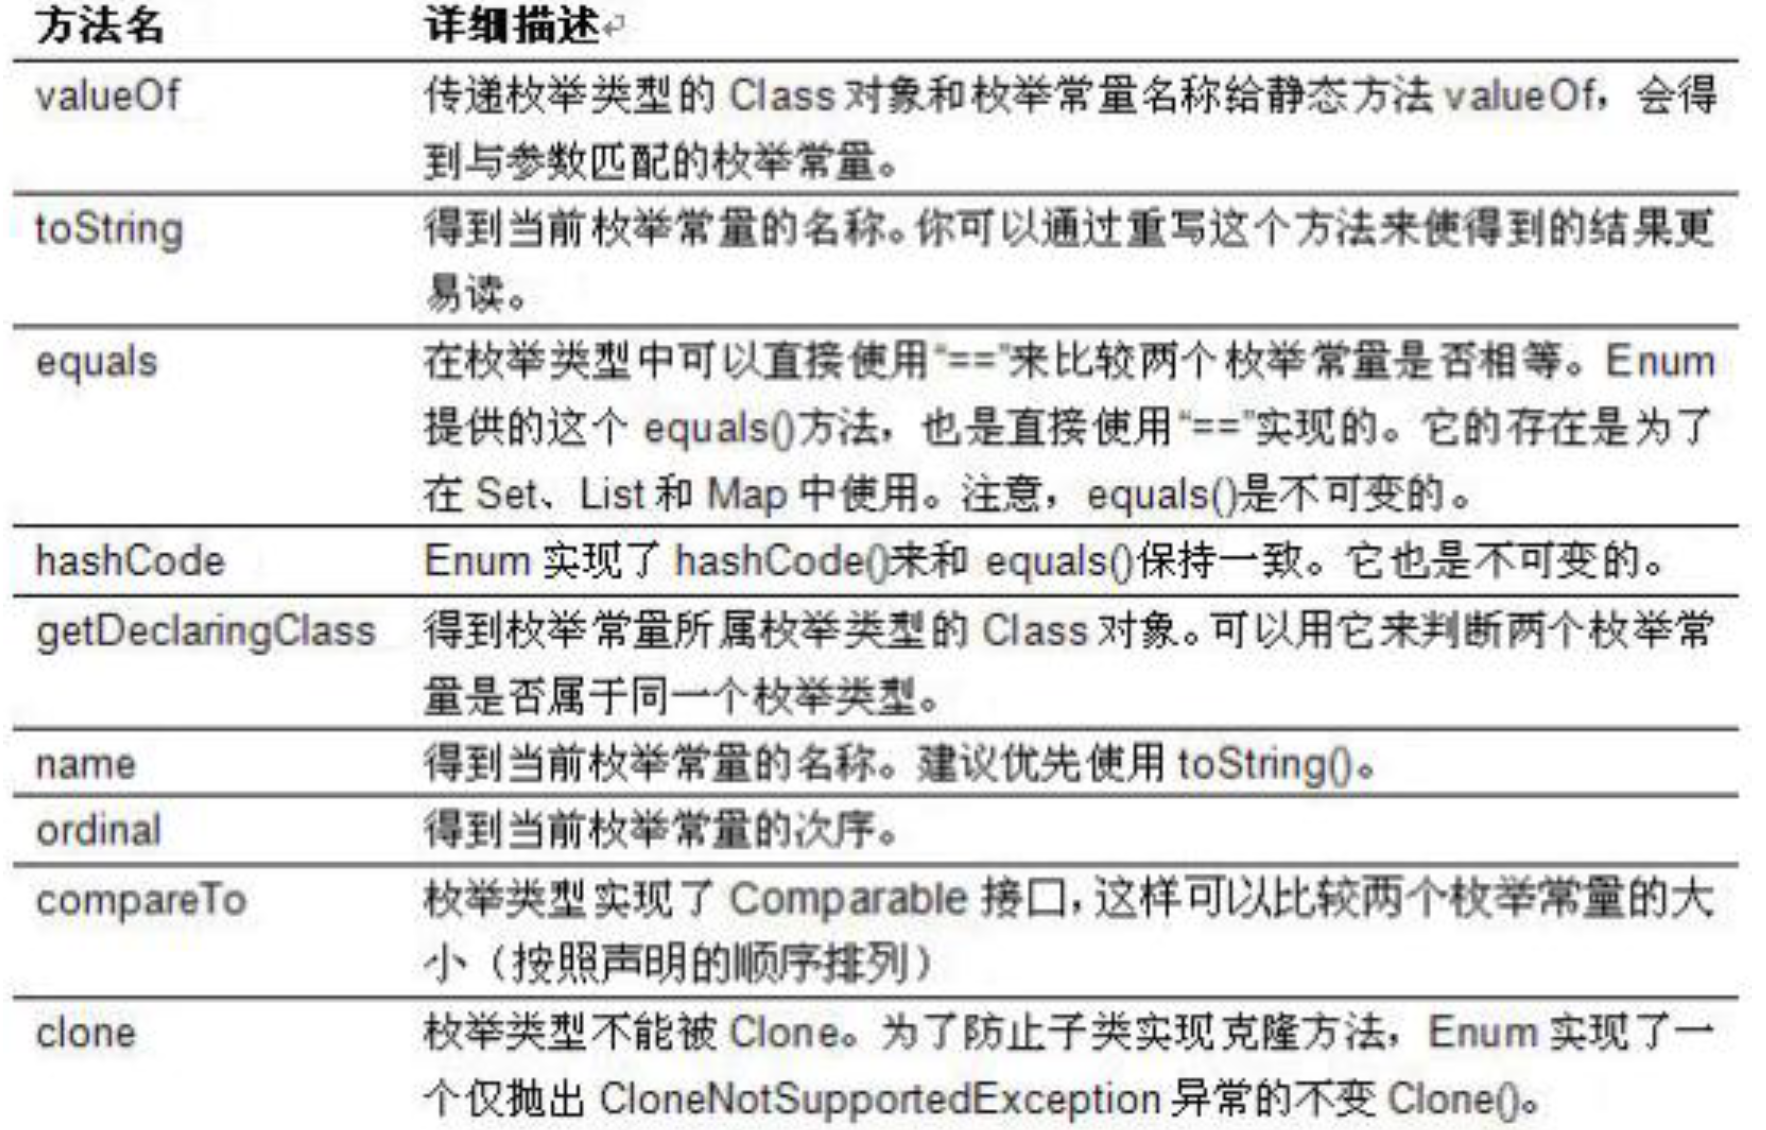 方法名 详细描述↵
valueOf 传递枚举类型的 Class 对象和枚举常量名称给静态方法 valueOf，会得
到与参数匹配的枚举常量。
toString 得到当前枚举常量的名称。你可以通过重写这个方法来使得到的结果更
易读。
equals 在枚举类型中可以直接使用“==”来比较两个枚举常量是否相等。Enum
提供的这个 equals()方法，也是直接使用“==”实现的。它的存在是为了
在 Set、List 和 Map 中使用。注意，equals()是不可变的。
hashCode Enum 实现了 hashCode()来和 equals()保持一致。它也是不可变的。
getDeclaringClass 得到枚举常量所属枚举类型的 Class 对象。可以用它来判断两个枚举常
量是否属于同一个枚举类型。
name 得到当前枚举常量的名称。建议优先使用 toString()。
ordinal 得到当前枚举常量的次序。
compareTo 枚举类型实现了 Comparable 接口，这样可以比较两个枚举常量的大
小（按照声明的顺序排列）
clone 枚举类型不能被 Clone。为了防止子类实现克隆方法，Enum 实现了一
个仅抛出 CloneNotSupportedException 异常的不变 Clone()。